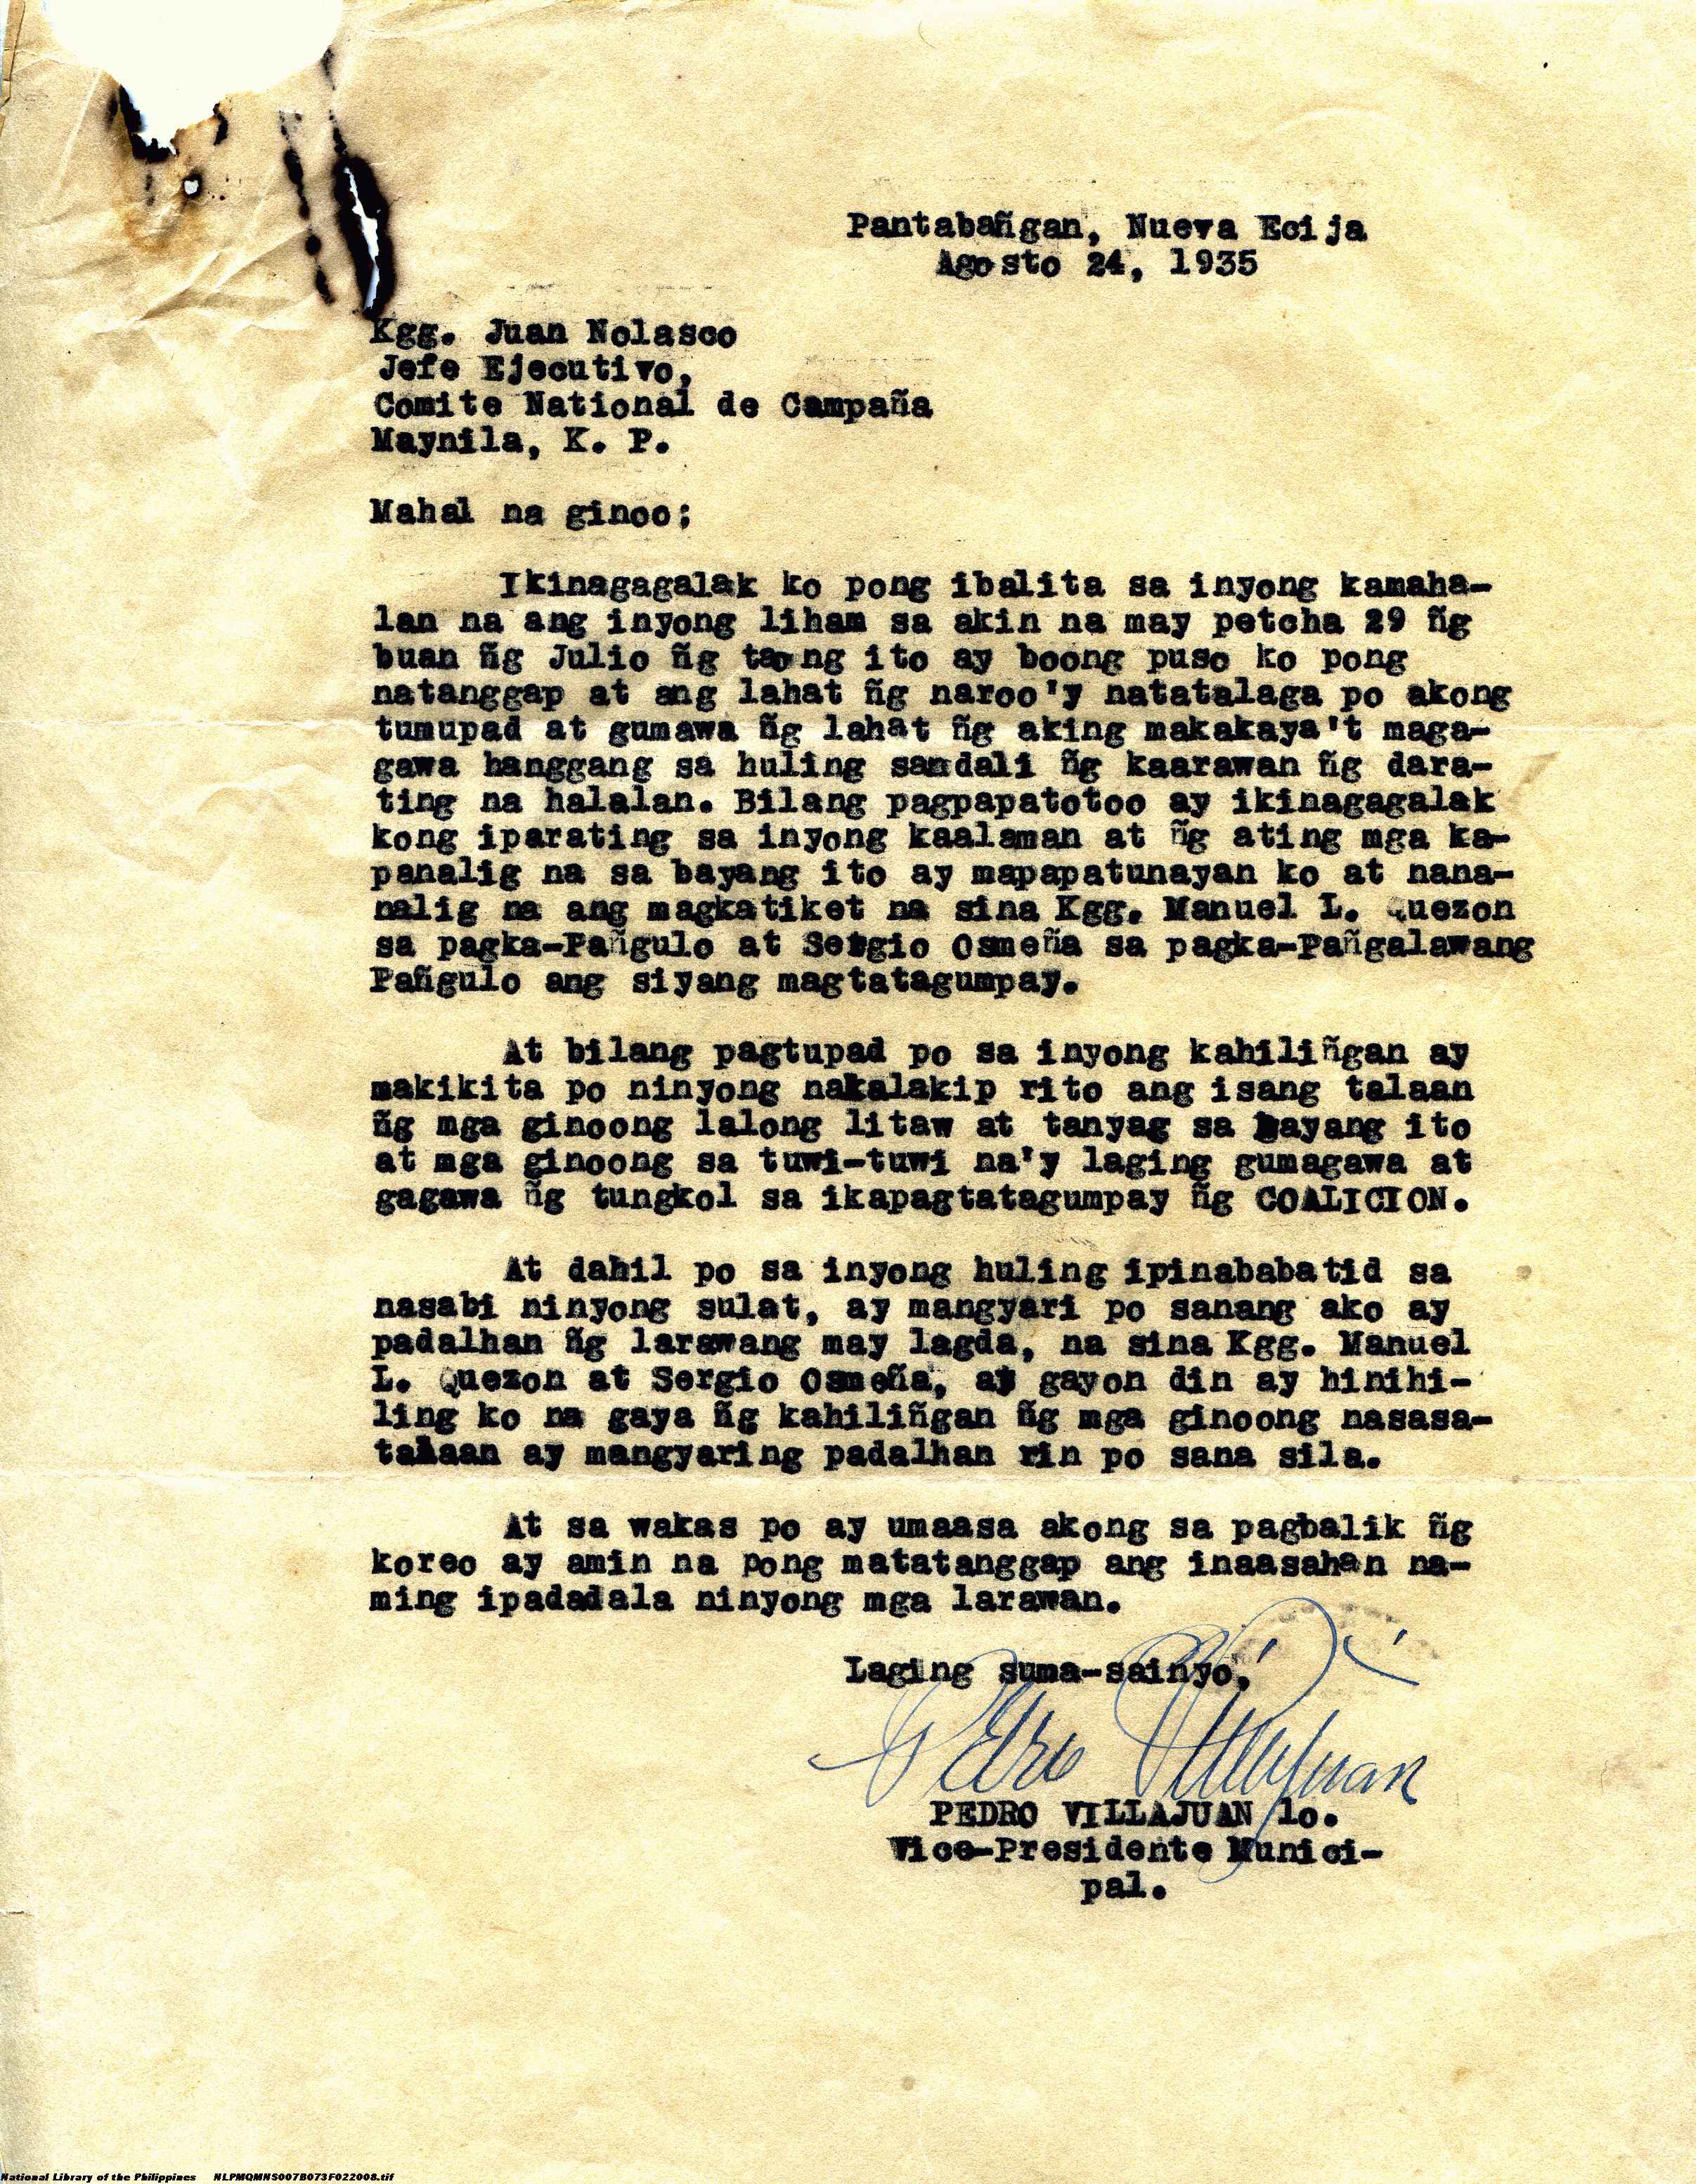 Pantabañgan, Nueva Ecija
Agosto 24, 1935
Kgg. Juan Nolasco
Jefe Ejecutivo,
Comite National de Campaña
Maynila, K. P.
Mahal na ginoo;
Ikinagagalak ko pong ibalita sa inyong kamaha-
lan na ang inyong liham sa akin na may petcha 29 ñg
buan ñg Julio ñg taong ito ay boong puso ko pong
natanggap at ang lahat ñg naroo'y natatalaga po akong
tumupad at gumawa ñg lahat ñg aking makakaya't maga-
gawa hanggang sa huling sandali ñg kaarawan ñg dara-
ting na halalan. Bilang pagpapatotoo ay ikinagagalak
kong iparating sa inyong kaalaman at ñg ating mga ka-
panalig na sa bayang ito ay mapapatunayan ko at nana-
nalig na ang magkatiket na sina Kgg. Manuel L. Quezon
sa pagka-Pañgulo at Sergio Osmeña sa pagka-Pañgalawang
Pañgulo ang siyang magtatagumpay.
At bilang pagtupad po sa inyong kahiliñgan ay
makikita po ninyong nakalakip rito ang isang talaan
ñg mga ginoong lalong litaw at tanyag sa bayang ito
at mga ginoong sa tuwi-tuwi na'y laging gumagawa at
gagawa ñg tungkol sa ikapagtatagumpay ñg COALICION.
At dahil po sa inyong huling ipinababatid sa
nasabi ninyong sulat, ay mangyari po sanang ako ay
padalhan ñg larawang may lagda, na sina Kgg. Manuel
L. Quezon at Sergio Osmeña, at gayon din ay hinihi-
ling ko na gaya ñg kahiliñgan ñg mga ginoong nasasa-
talaan ay mangyaring padalhan rin po sana sila.
At sa wakas po ay umaasa akong sa pagbalik ñg
koreo ay amin na pong matatanggap ang inaasahan na-
ming ipadadala ninyong mga larawan.
Laging suma-sainyo,
Pedro Villajuan
PEDRO VILLAJUAN 1o.
Vice-Presidente Munici-
pal.
National Library of the Philippines NLPMQMNS007B073F022008.tif